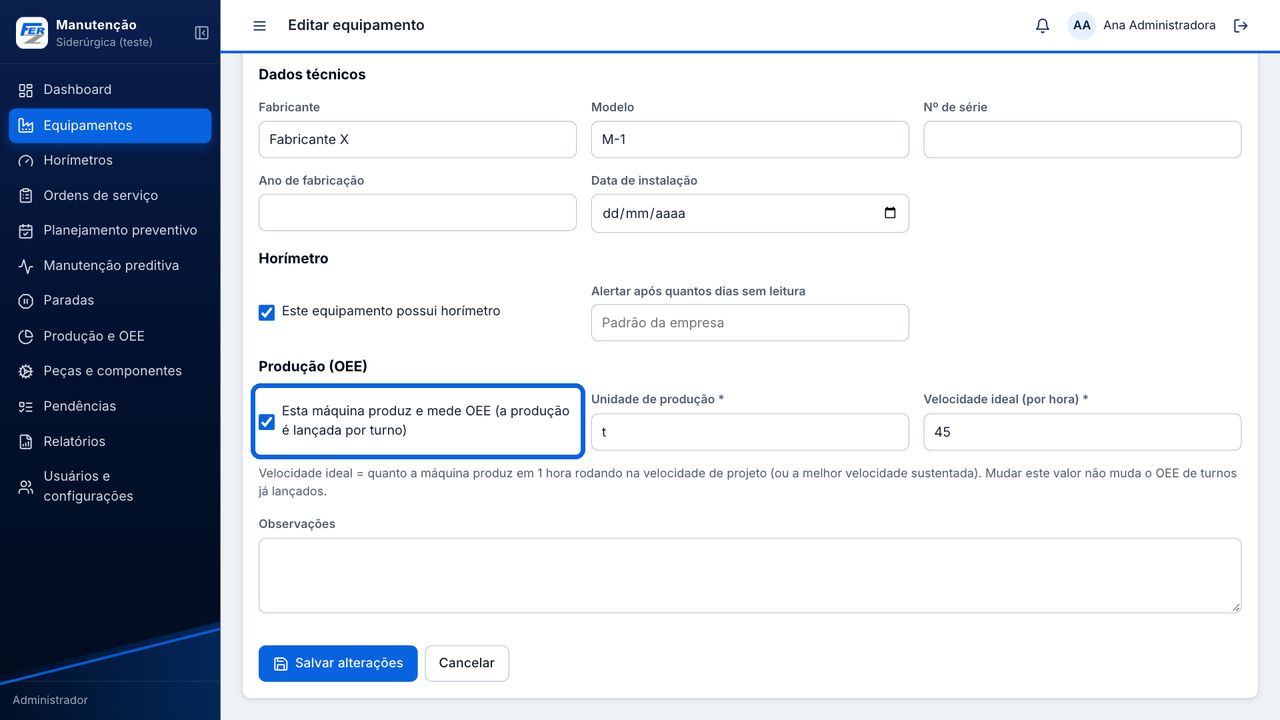 FER
2
Manutenção
Siderúrgica (teste)
Dashboard
Equipamentos
Horímetros
Ordens de serviço
Planejamento preventivo
Manutenção preditiva
Paradas
Produção e OEE
Peças e componentes
Pendências
Relatórios
Usuários e
configurações
Administrador
Editar equipamento
AA
Ana Administradora
Dados técnicos
Fabricante
Modelo
Nº de série
Fabricante X
M-1
Ano de fabricação
Data de instalação
dd/mm/aaaa
Horímetro
Este equipamento possui horímetro
Alertar após quantos dias sem leitura
Padrão da empresa
Produção (OEE)
Esta máquina produz e mede OEE (a produção
é lançada por turno)
Unidade de produção *
Velocidade ideal (por hora) *
t
45
Velocidade ideal = quanto a máquina produz em 1 hora rodando na velocidade de projeto (ou a melhor velocidade sustentada). Mudar este valor não muda o OEE de turnos
já lançados.
Observações
Salvar alterações
Cancelar